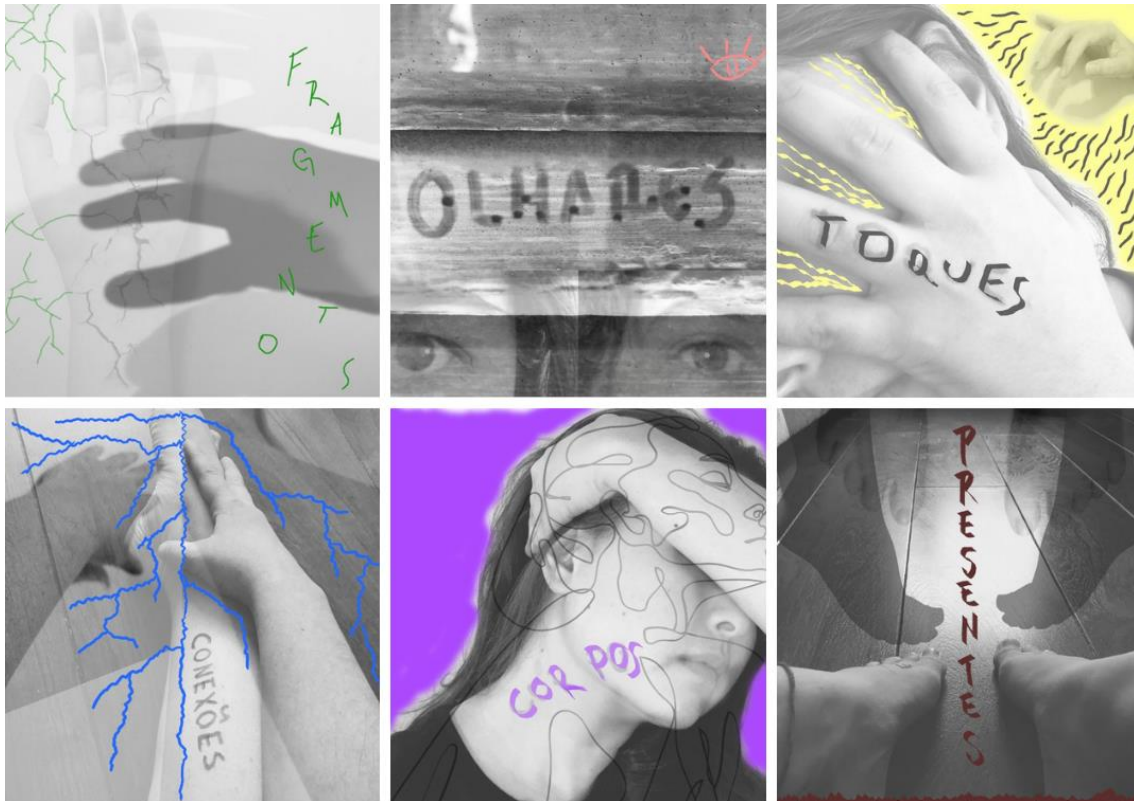 FRAGMENTOS
OLHARES
TOQUES
CONEXÕES
CORPOS
PRESENTES